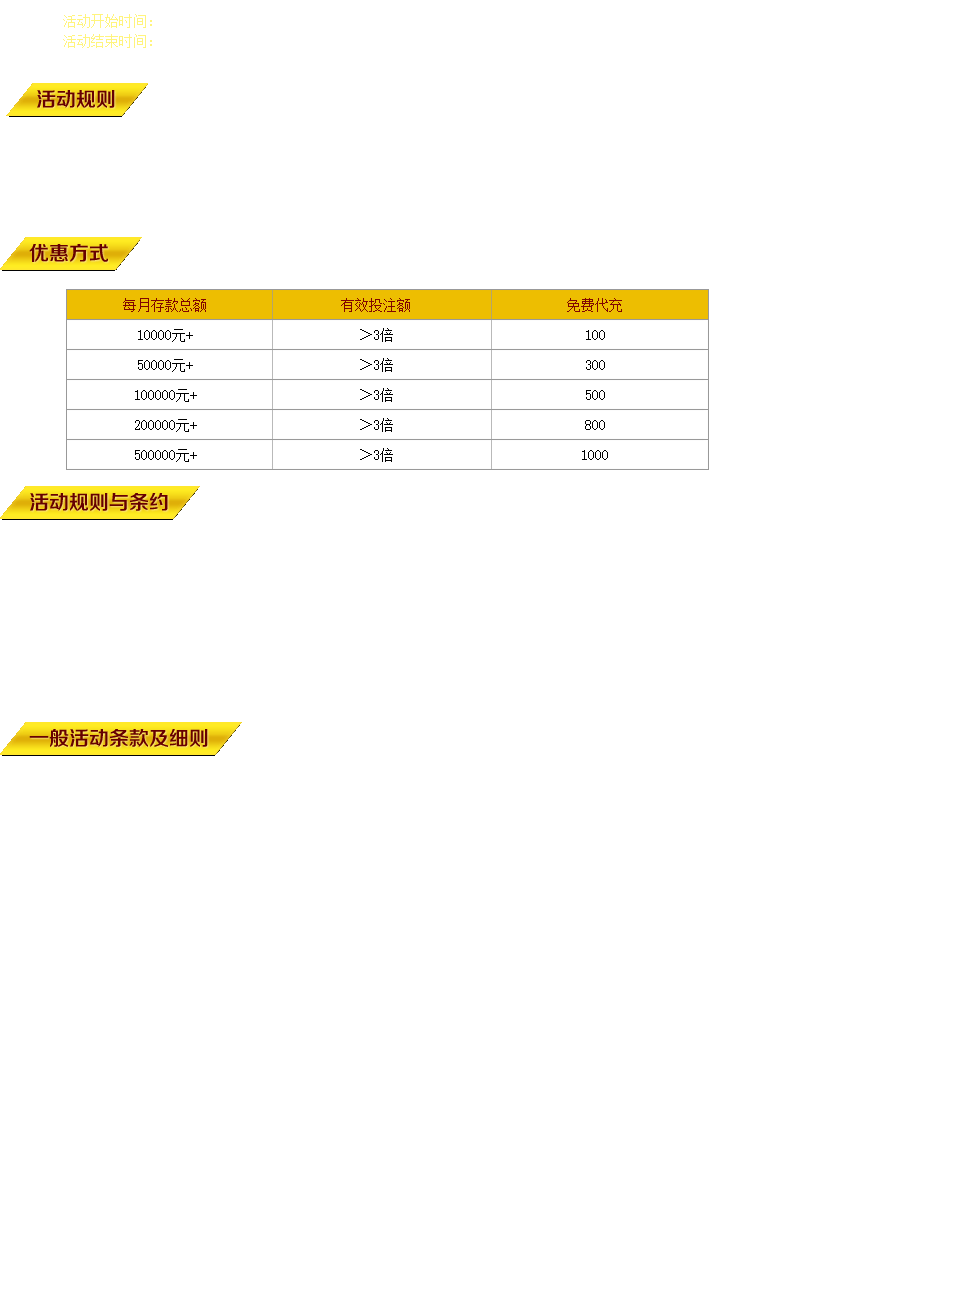 活动开始时间：
活动结束时间：
活动规则
优惠方式
每月存款总额 有效投注额 免费代充
10000元+ ＞3倍 100
50000元+ ＞3倍 300
100000元+ ＞3倍 500
200000元+ ＞3倍 800
500000元+ ＞3倍 1000
活动规则与条约
一般活动条款及细则